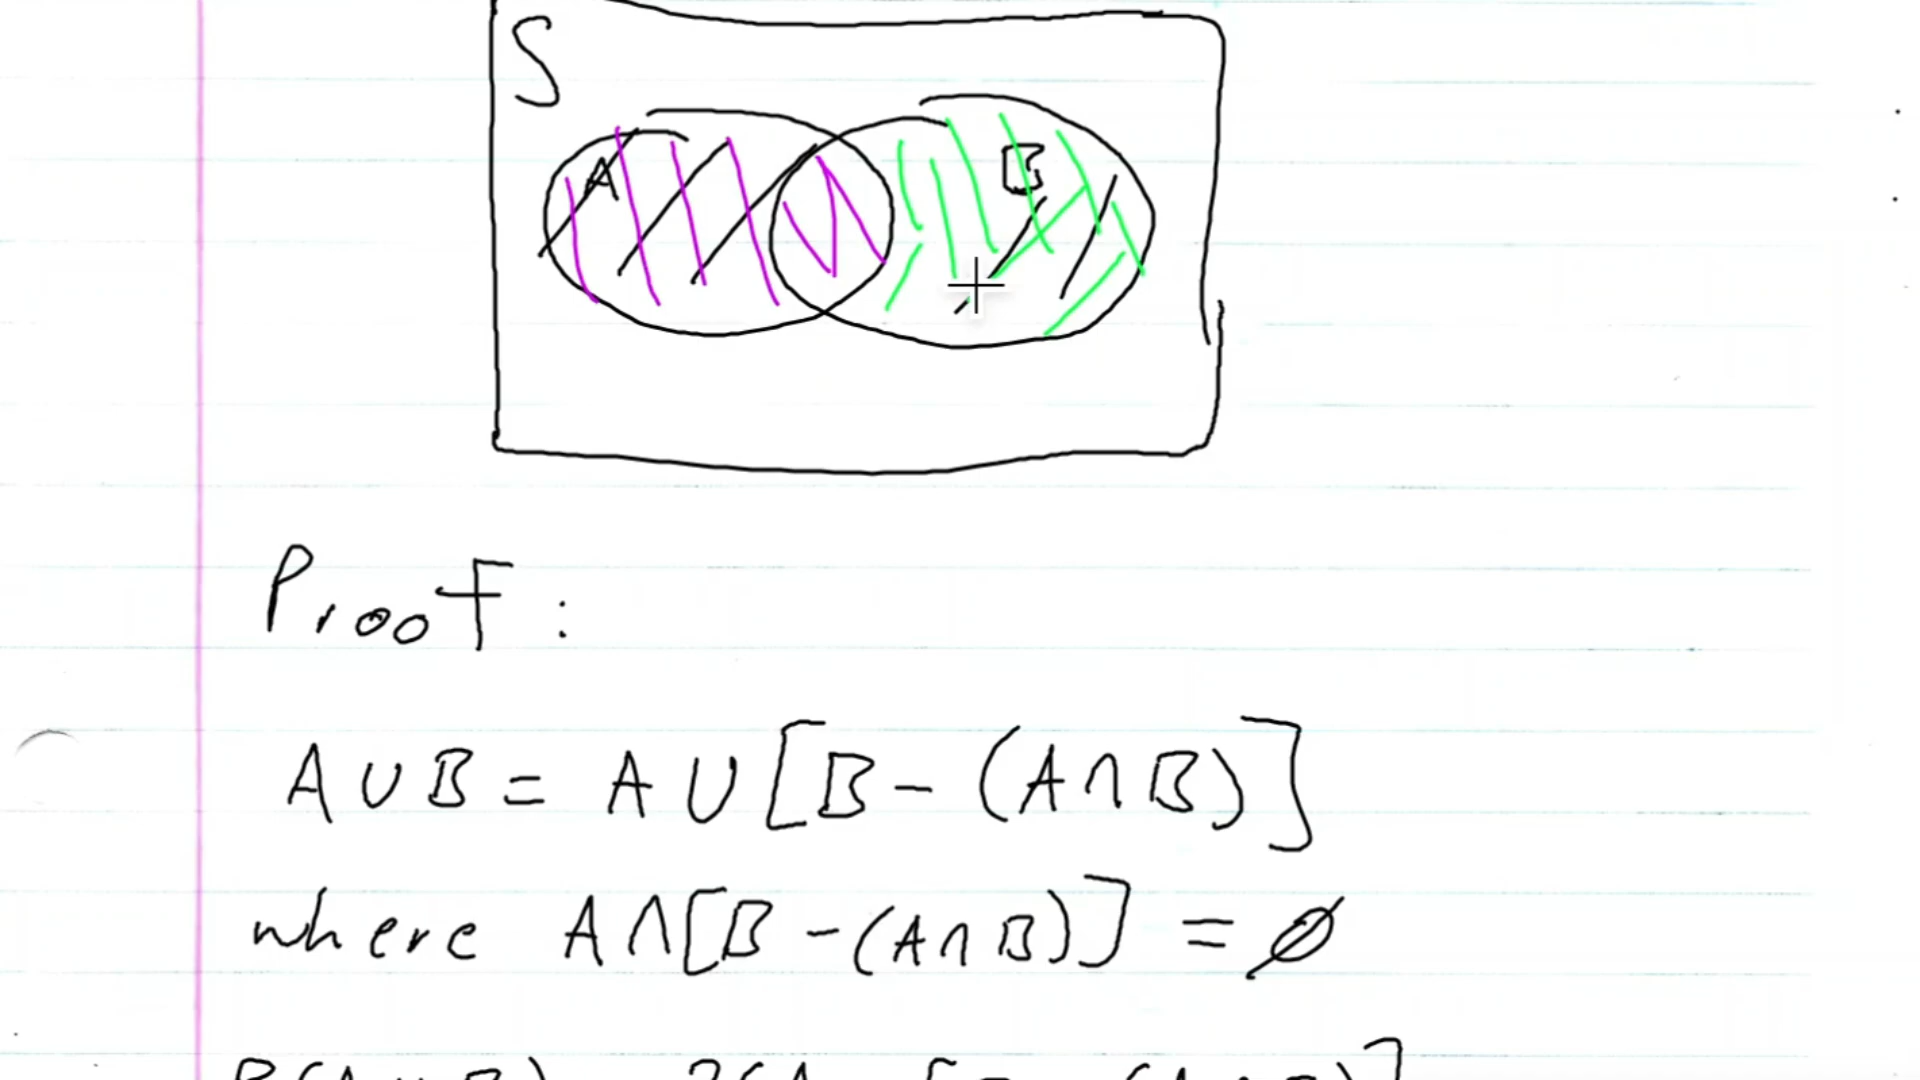 S
A B
Proof:
A∪B = A∪[B-(A∩B)]
where A∩[B-(A∩B)] = ∅